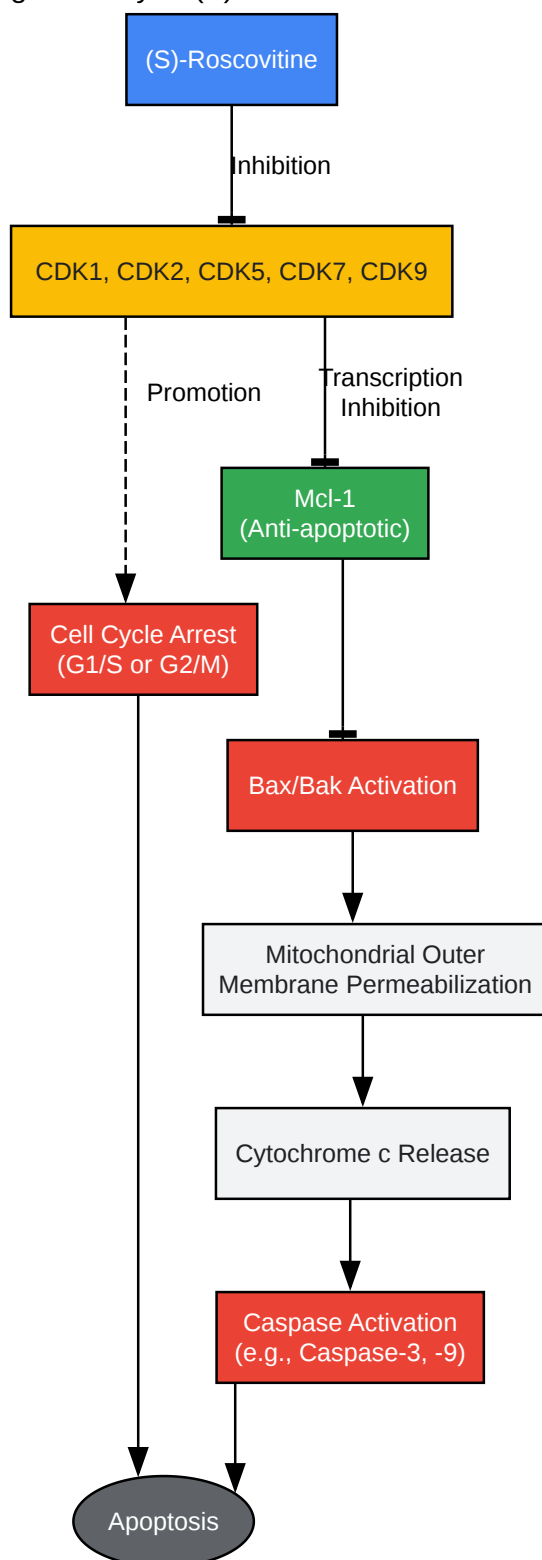 (S)-Roscovitine
Inhibition
CDK1, CDK2, CDK5, CDK7, CDK9
Promotion
Transcription
Inhibition
Mcl-1
(Anti-apoptotic)
Cell Cycle Arrest
(G1/S or G2/M)
Bax/Bak Activation
Mitochondrial Outer
Membrane Permeabilization
Cytochrome c Release
Caspase Activation
(e.g., Caspase-3, -9)
Apoptosis